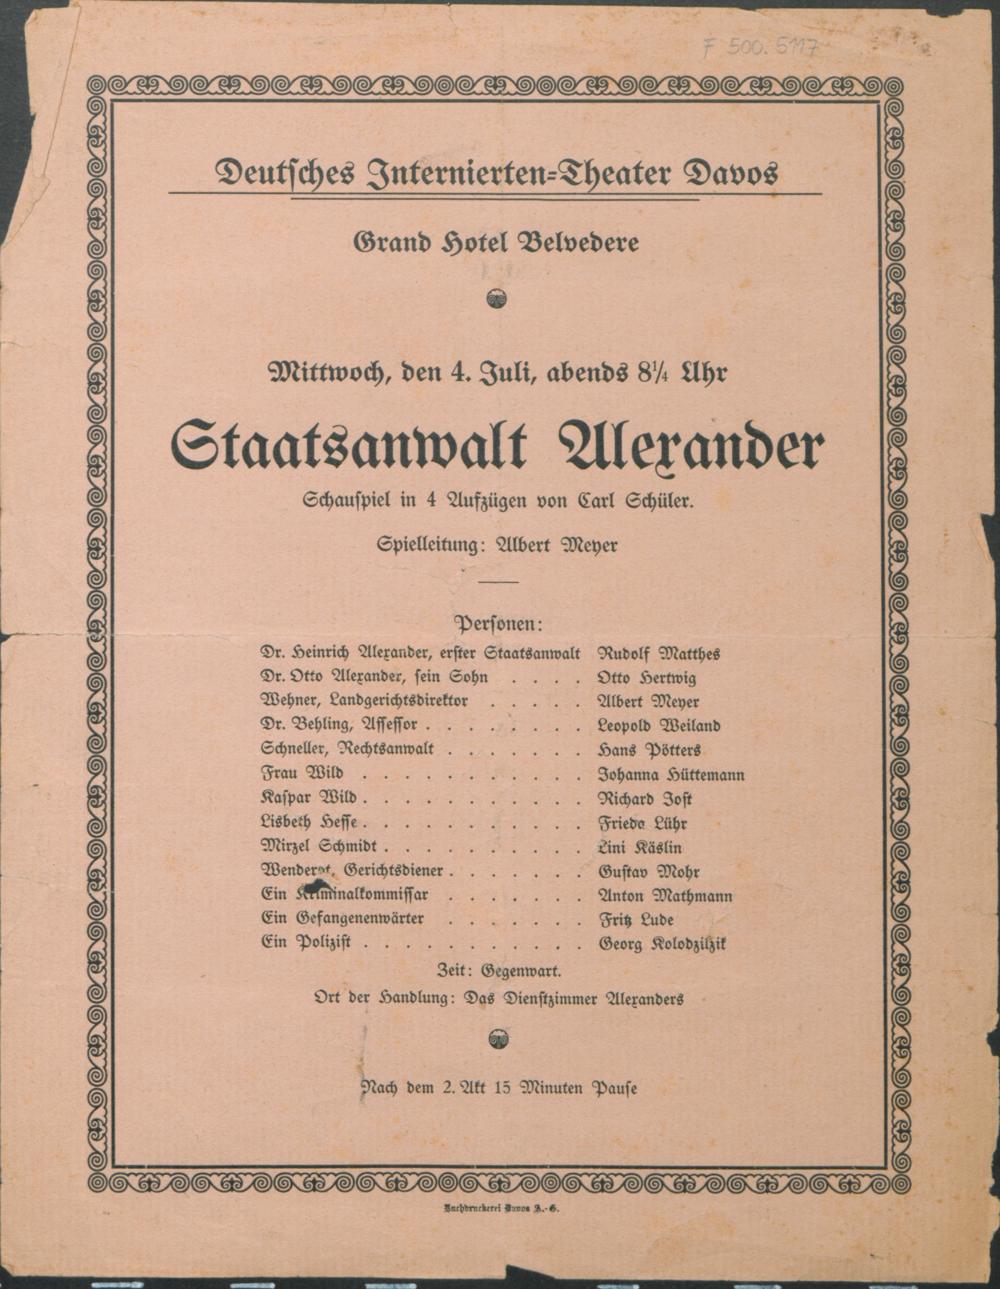 F 500. 5117
Deutsches Internierten-Theater Davos
Grand Hotel Belvedere
Mittwoch, den 4. Juli, abends 8¼ Uhr
Staatsanwalt Alexander
Schauspiel in 4 Aufzügen von Carl Schüler.
Spielleitung: Albert Meyer
Personen:
Dr. Heinrich Alexander, erster Staatsanwalt Rudolf Matthes
Dr. Otto Alexander, sein Sohn . . . . Otto Hertwig
Wehner, Landgerichtsdirektor . . . . . Albert Meyer
Dr. Behling, Assessor . . . . . . . . Leopold Weiland
Schneller, Rechtsanwalt . . . . . . . Hans Pötters
Frau Wild . . . . . . . . . . . Johanna Hüttemann
Kaspar Wild . . . . . . . . . . . Richard Jost
Lisbeth Hesse . . . . . . . . . . . Frieda Lühr
Mirzel Schmidt . . . . . . . . . . Lini Käslin
Wenderot, Gerichtsdiener . . . . . . . Gustav Mohr
Ein Kriminalkommissar . . . . . . . Anton Mathmann
Ein Gefangenenwärter . . . . . . . Fritz Lude
Ein Polizist . . . . . . . . . . . Georg Kolodzilzik
Zeit: Gegenwart.
Ort der Handlung: Das Dienstzimmer Alexanders
Nach dem 2. Akt 15 Minuten Pause
Buchdruckerei Davos A.-G.